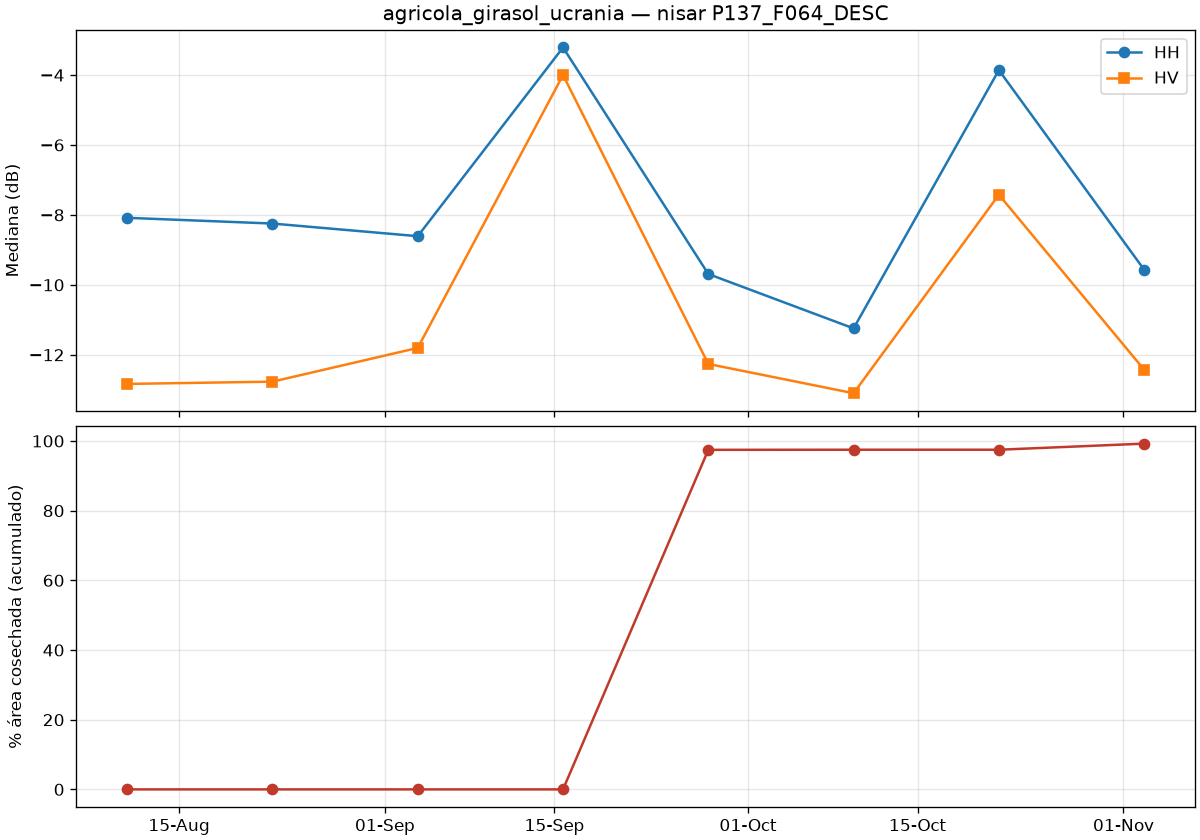 agricola_girasol_ucrania — nisar P137_F064_DESC
HH
HV
Mediana (dB)
−4
−6
−8
−10
−12
% área cosechada (acumulado)
100
80
60
40
20
0
15-Aug
01-Sep
15-Sep
01-Oct
15-Oct
01-Nov